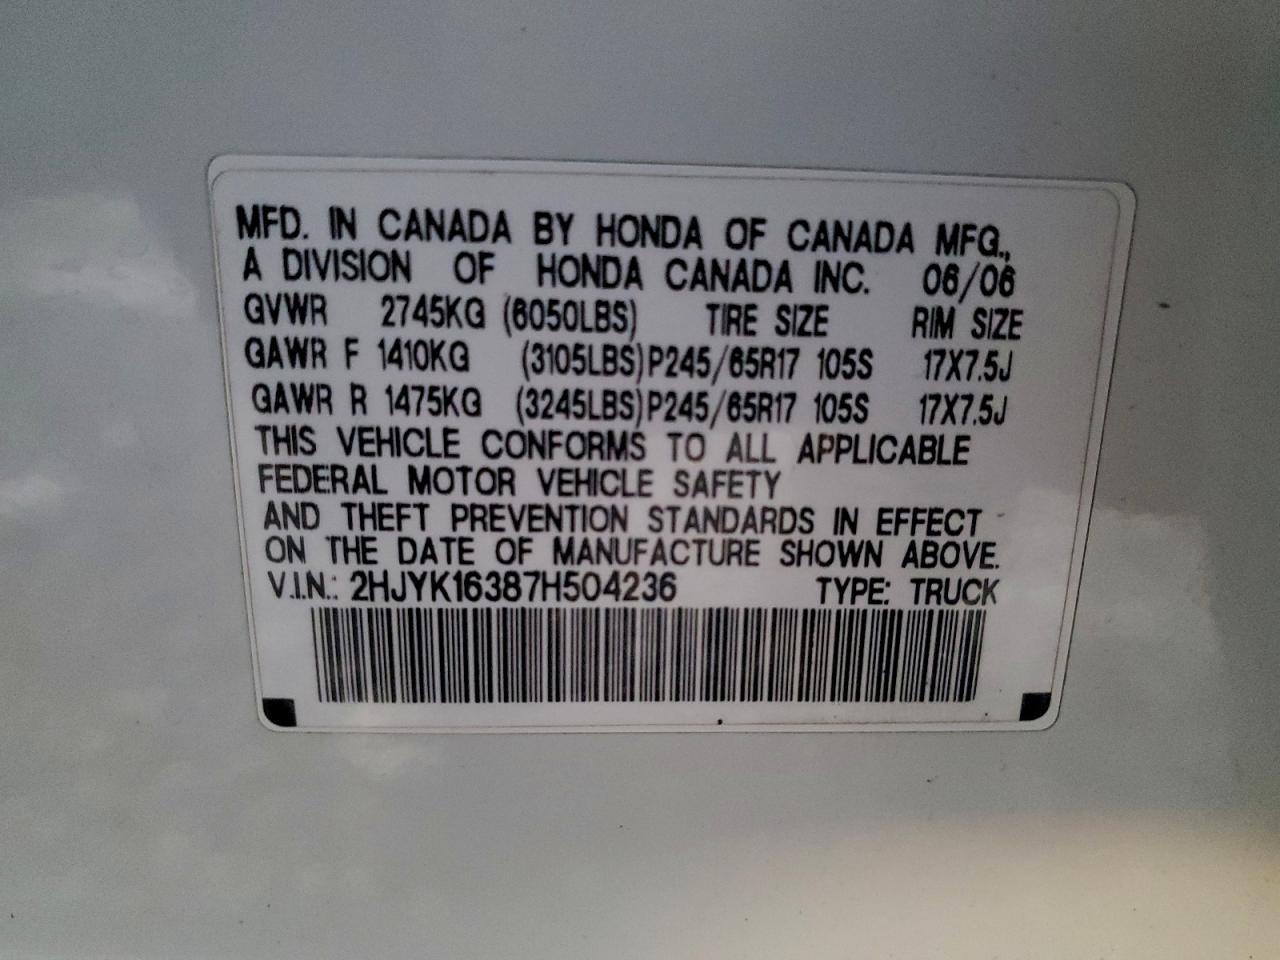 MFD. IN CANADA BY HONDA OF CANADA MFG.,
A DIVISION OF HONDA CANADA INC. 06/06
GVWR 2745KG (6050LBS) TIRE SIZE RIM SIZE
GAWR F 1410KG (3105LBS) P245/65R17 105S 17X7.5J
GAWR R 1475KG (3245LBS) P245/65R17 105S 17X7.5J
THIS VEHICLE CONFORMS TO ALL APPLICABLE
FEDERAL MOTOR VEHICLE SAFETY
AND THEFT PREVENTION STANDARDS IN EFFECT
ON THE DATE OF MANUFACTURE SHOWN ABOVE.
V.I.N.: 2HJYK16387H504236 TYPE: TRUCK